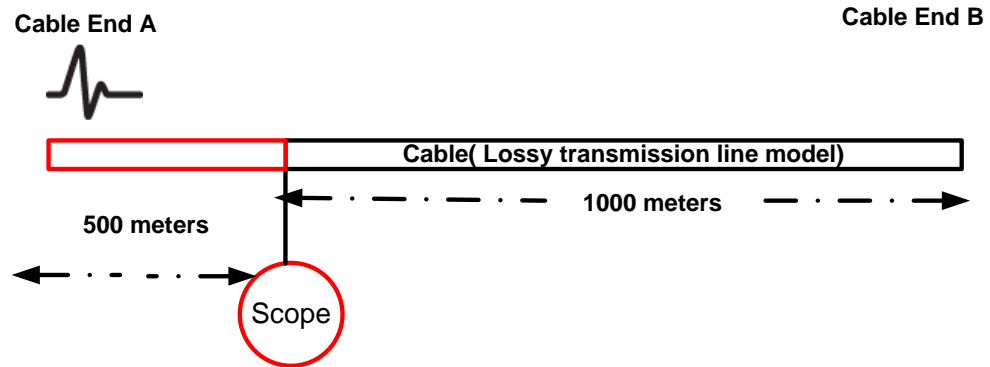 Cable End A
Cable End B
Cable( Lossy transmission line model)
500 meters
1000 meters
Scope